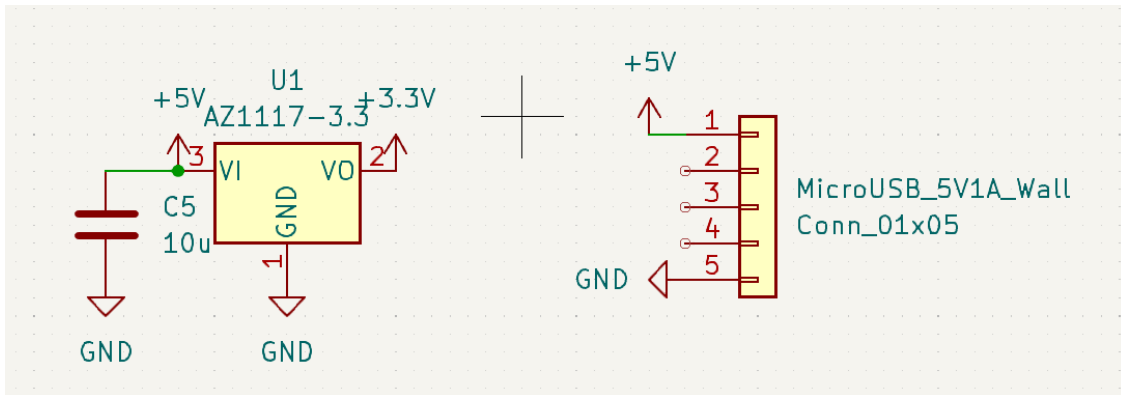 U1
+5V
+3.3V
AZ1117-3.3
3
VI
VO
2
GND
1
C5
10u
GND
GND
+5V
1
2
3
4
5
GND
MicroUSB_5V1A_Wall
Conn_01x05